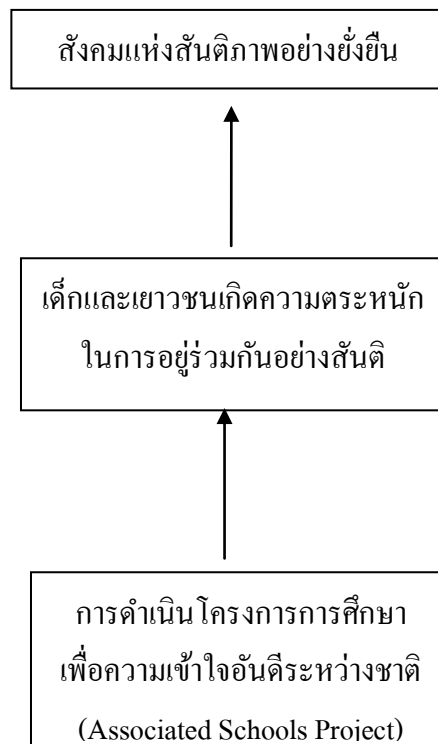 สังคมแห่งสันติภาพอย่างยั่งยืน
เด็กและเยาวชนเกิดความตระหนัก
ในการอยู่ร่วมกันอย่างสันติ
การดำเนินโครงการการศึกษา
เพื่อความเข้าใจอันดีระหว่างชาติ
(Associated Schools Project)